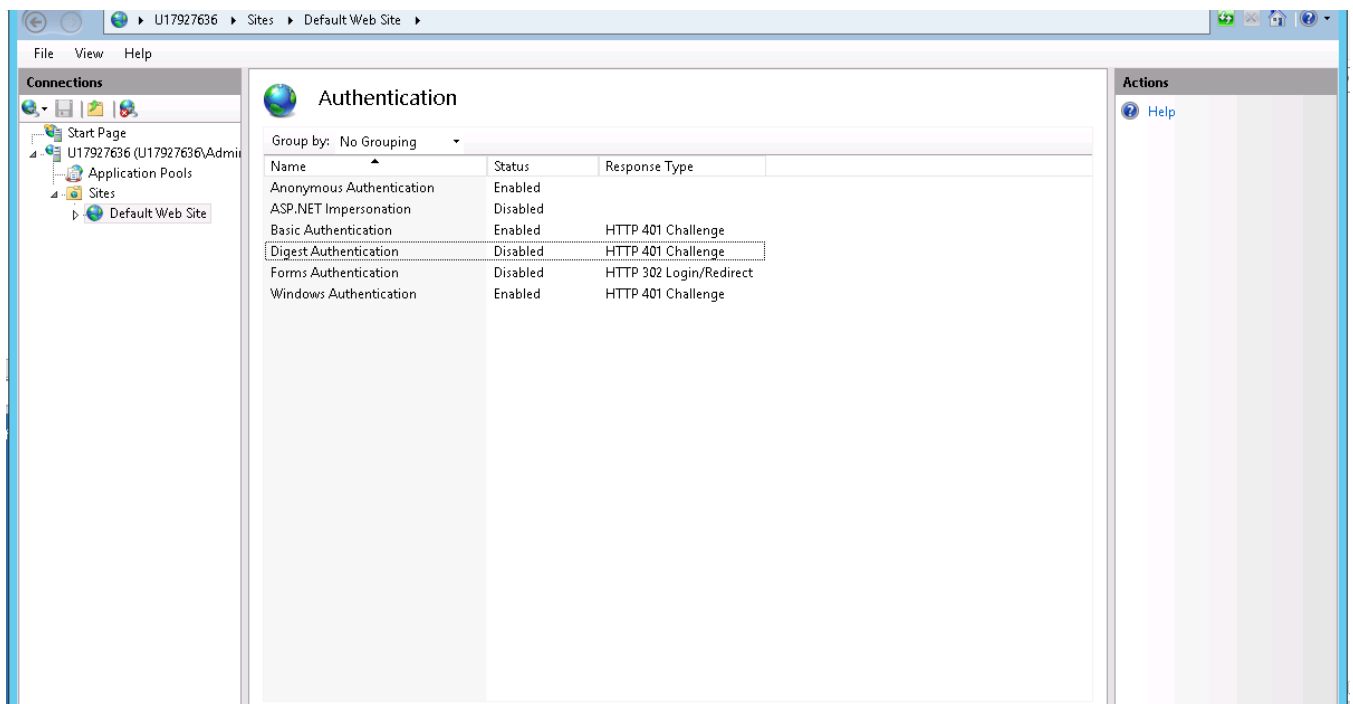 U17927636 Sites Default Web Site
File View Help
Connections
Start Page
U17927636 (U17927636\Admi
Application Pools
Sites
Default Web Site
Authentication
Group by: No Grouping
Name Status Response Type
Anonymous Authentication Enabled
ASP.NET Impersonation Disabled
Basic Authentication Enabled HTTP 401 Challenge
Digest Authentication Disabled HTTP 401 Challenge
Forms Authentication Disabled HTTP 302 Login/Redirect
Windows Authentication Enabled HTTP 401 Challenge
Actions
Help